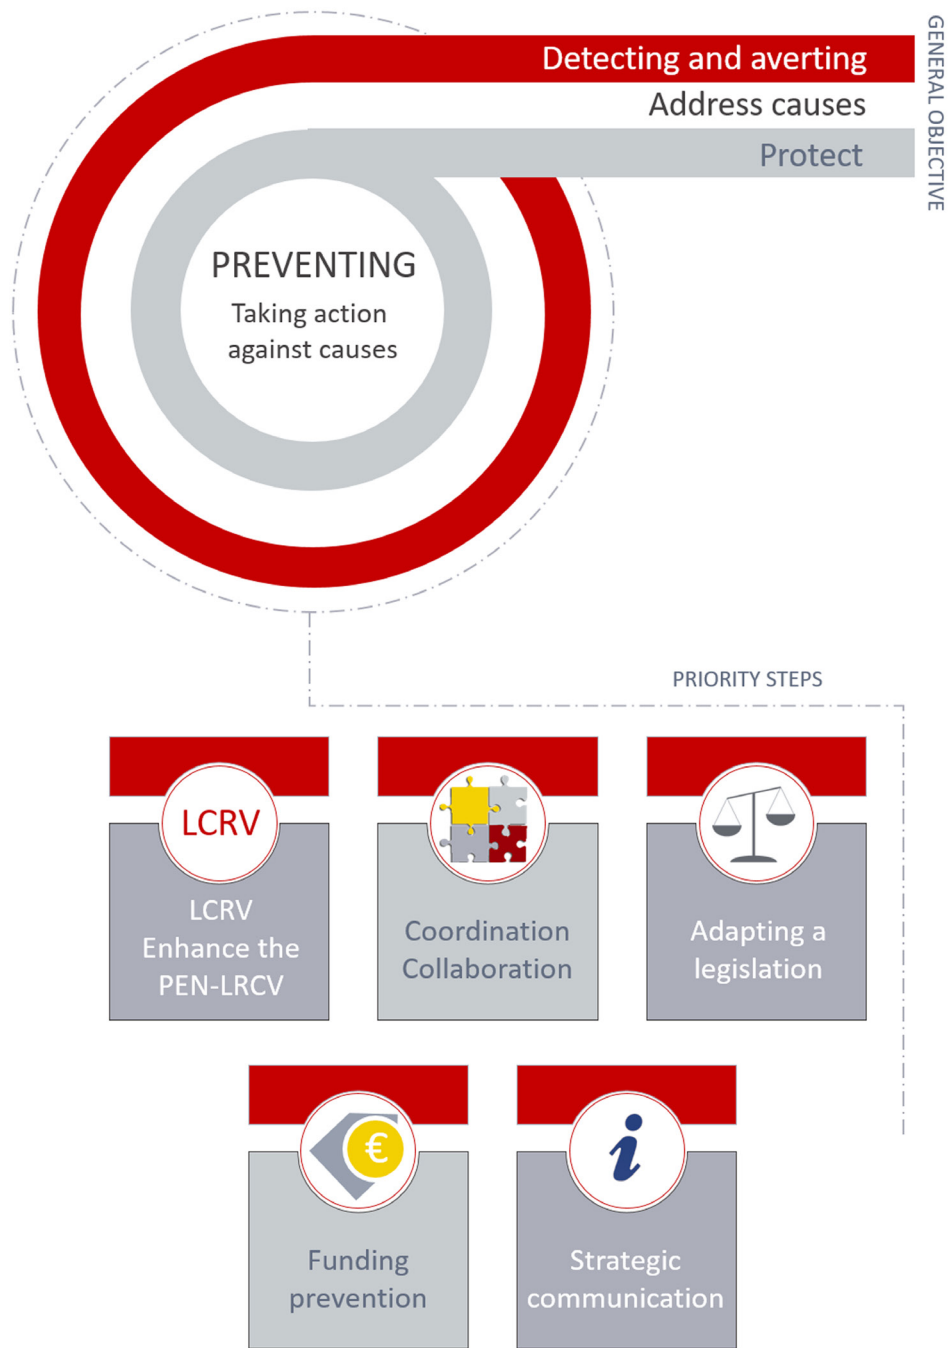 Detecting and averting
Address causes
Protect
GENERAL OBJECTIVE
PREVENTING
Taking action
against causes
PRIORITY STEPS
LCRV
LCRV
Enhance the
PEN-LRCV
Coordination
Collaboration
Adapting a
legislation
€
Funding
prevention
i
Strategic
communication